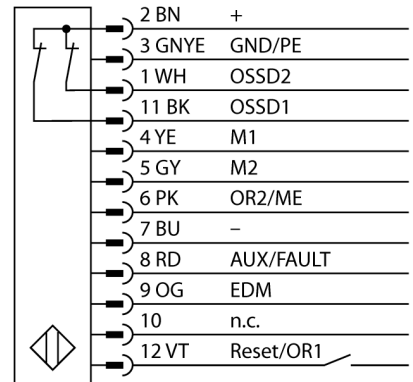 2 BN +
3 GNYE GND/PE
1 WH OSSD2
11 BK OSSD1
4 YE M1
5 GY M2
6 PK OR2/ME
7 BU –
8 RD AUX/FAULT
9 OG EDM
10 n.c.
12 VT Reset/OR1